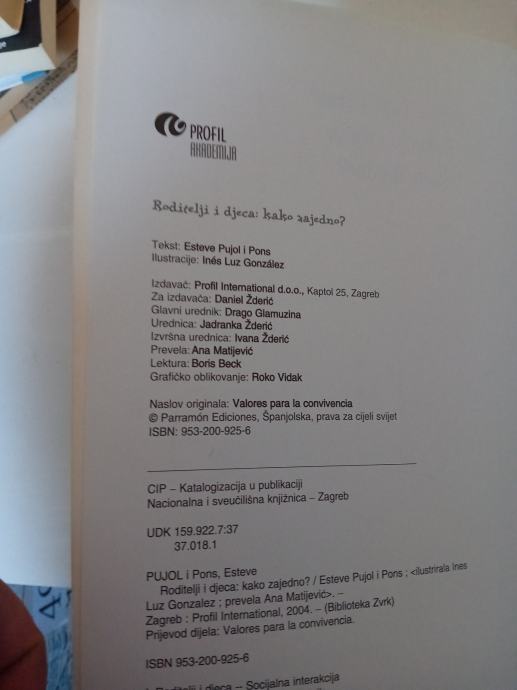 PROFIL
AKADEMIJA
Roditelji i djeca: kako zajedno?
Tekst: Esteve Pujol i Pons
Ilustracije: Inés Luz González
Izdavač: Profil International d.o.o., Kaptol 25, Zagreb
Za izdavača: Daniel Žderić
Glavni urednik: Drago Glamuzina
Urednica: Jadranka Žderić
Izvršna urednica: Ivana Žderić
Prevela: Ana Matijević
Lektura: Boris Beck
Grafičko oblikovanje: Roko Vidak
Naslov originala: Valores para la convivencia
© Parramón Ediciones, Španjolska, prava za cijeli svijet
ISBN: 953-200-925-6
CIP – Katalogizacija u publikaciji
Nacionalna i sveučilišna knjižnica – Zagreb
UDK 159.922.7:37
37.018.1
PUJOL i Pons, Esteve
Roditelji i djeca: kako zajedno? / Esteve Pujol i Pons ; <ilustrirala Ines
Luz Gonzalez ; prevela Ana Matijević>. –
Zagreb : Profil International, 2004. – (Biblioteka Zvrk)
Prijevod djela: Valores para la convivencia.
ISBN 953-200-925-6
Roditelji i djeca -- Socijalna interakcija